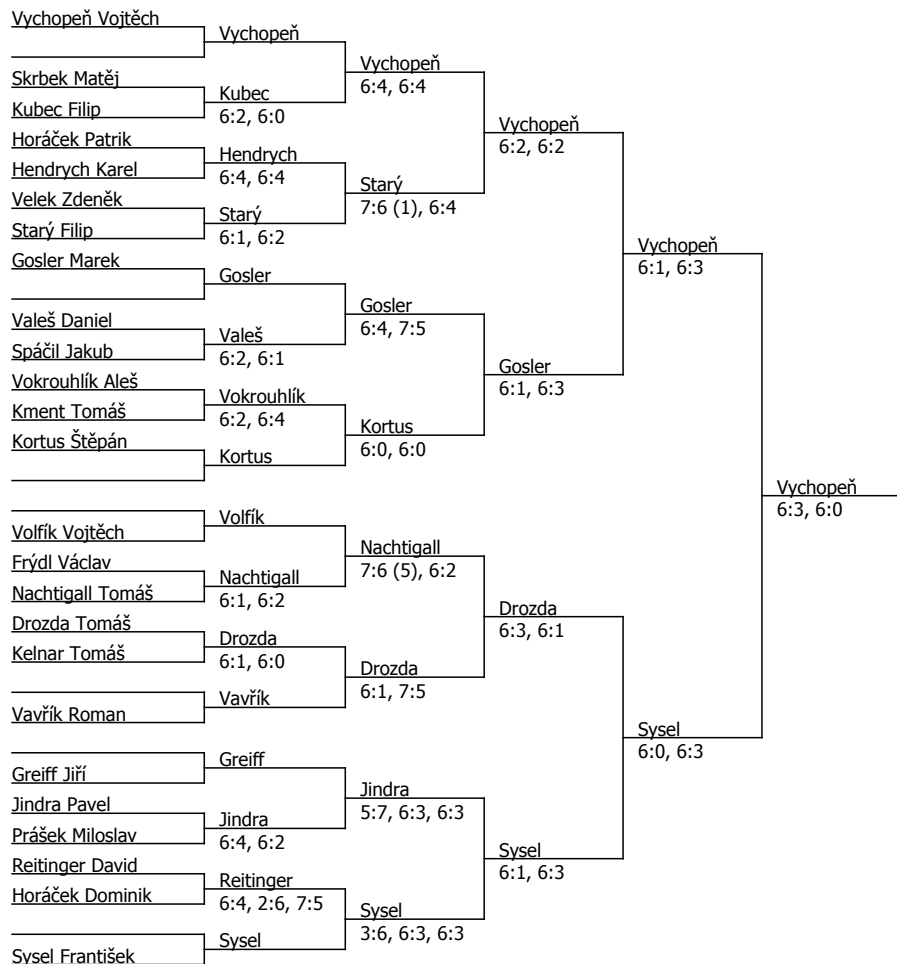 Vychopeň Vojtěch
Vychopeň
Vychopeň
6:4, 6:4
Skrbek Matěj
Kubec
6:2, 6:0
Kubec Filip
Vychopeň
6:2, 6:2
Horáček Patrik
Hendrych
6:4, 6:4
Hendrych Karel
Starý
7:6 (1), 6:4
Velek Zdeněk
Starý
6:1, 6:2
Starý Filip
Vychopeň
6:1, 6:3
Gosler Marek
Gosler
Gosler
6:4, 7:5
Valeš Daniel
Valeš
6:2, 6:1
Spáčil Jakub
Gosler
6:1, 6:3
Vokrouhlík Aleš
Vokrouhlík
6:2, 6:4
Kment Tomáš
Kortus
6:0, 6:0
Kortus Štěpán
Kortus
Vychopeň
6:3, 6:0
Volfík
Volfík Vojtěch
Nachtigall
7:6 (5), 6:2
Frýdl Václav
Nachtigall
6:1, 6:2
Nachtigall Tomáš
Drozda
6:3, 6:1
Drozda Tomáš
Drozda
6:1, 6:0
Kelnar Tomáš
Drozda
6:1, 7:5
Vavřík
Vavřík Roman
Sysel
6:0, 6:3
Greiff
Greiff Jiří
Jindra
5:7, 6:3, 6:3
Jindra Pavel
Jindra
6:4, 6:2
Prášek Miloslav
Sysel
6:1, 6:3
Reitinger David
Reitinger
6:4, 2:6, 7:5
Horáček Dominik
Sysel
3:6, 6:3, 6:3
Sysel
Sysel František